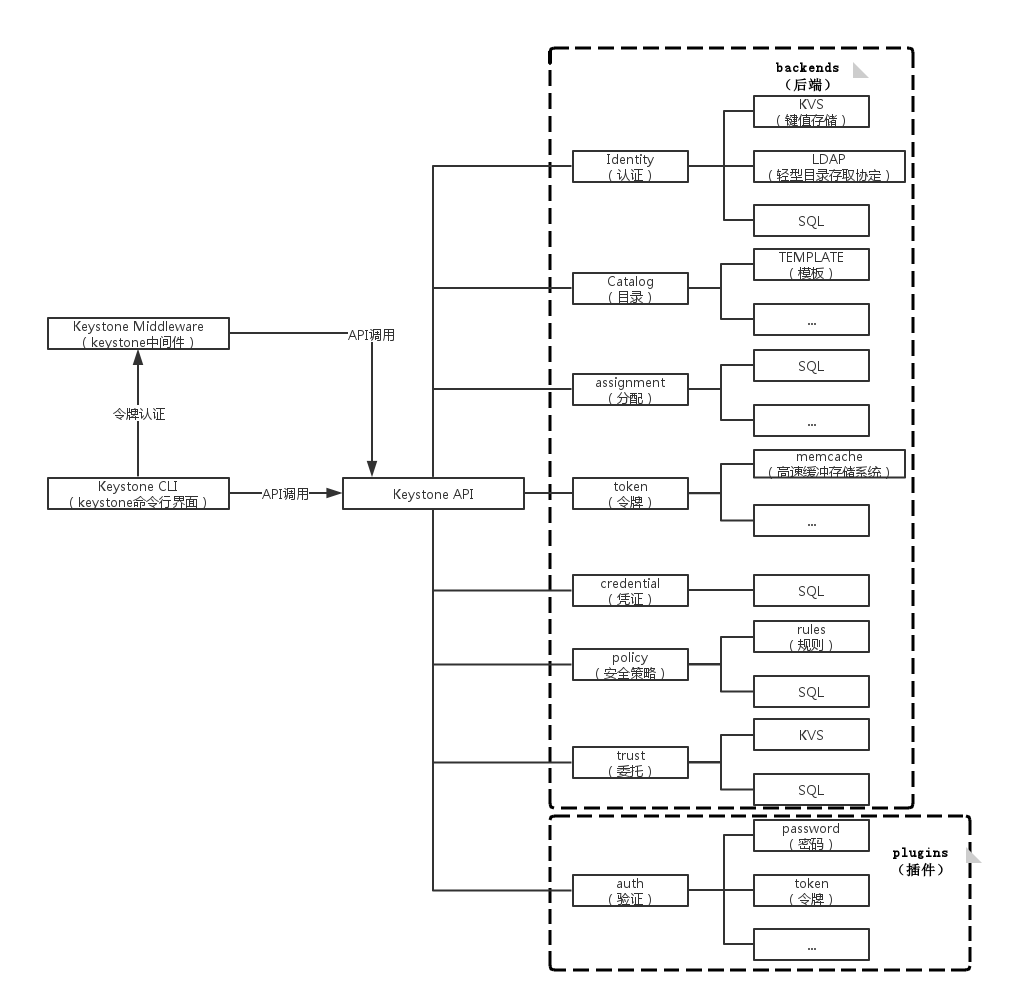 backends
（后端）
KVS
（键值存储）
Identity
（认证）
LDAP
（轻型目录存取协定）
SQL
TEMPLATE
（模板）
Catalog
（目录）
...
Keystone Middleware
（keystone中间件）
API调用
SQL
assignment
（分配）
...
令牌认证
memcache
（高速缓冲存储系统）
Keystone CLI
（keystone命令行界面）
API调用
Keystone API
token
（令牌）
...
credential
（凭证）
SQL
rules
（规则）
policy
（安全策略）
SQL
KVS
trust
（委托）
SQL
password
（密码）
plugins
（插件）
auth
（验证）
token
（令牌）
...